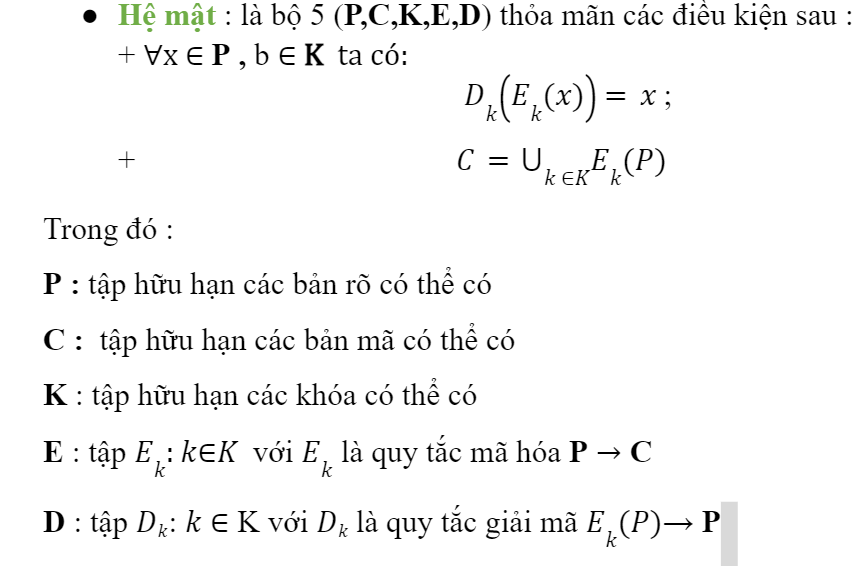 ● Hệ mật : là bộ 5 (P,C,K,E,D) thỏa mãn các điều kiện sau :
+ ∀x ∈ P , b ∈ K ta có:
D_k(E_k(x)) = x ;
+ C = ∪_{k ∈K}E_k(P)
Trong đó :
P : tập hữu hạn các bản rõ có thể có
C : tập hữu hạn các bản mã có thể có
K : tập hữu hạn các khóa có thể có
E : tập E_k: k∈K với E_k là quy tắc mã hóa P → C
D : tập D_k: k ∈ K với D_k là quy tắc giải mã E_k(P)→ P